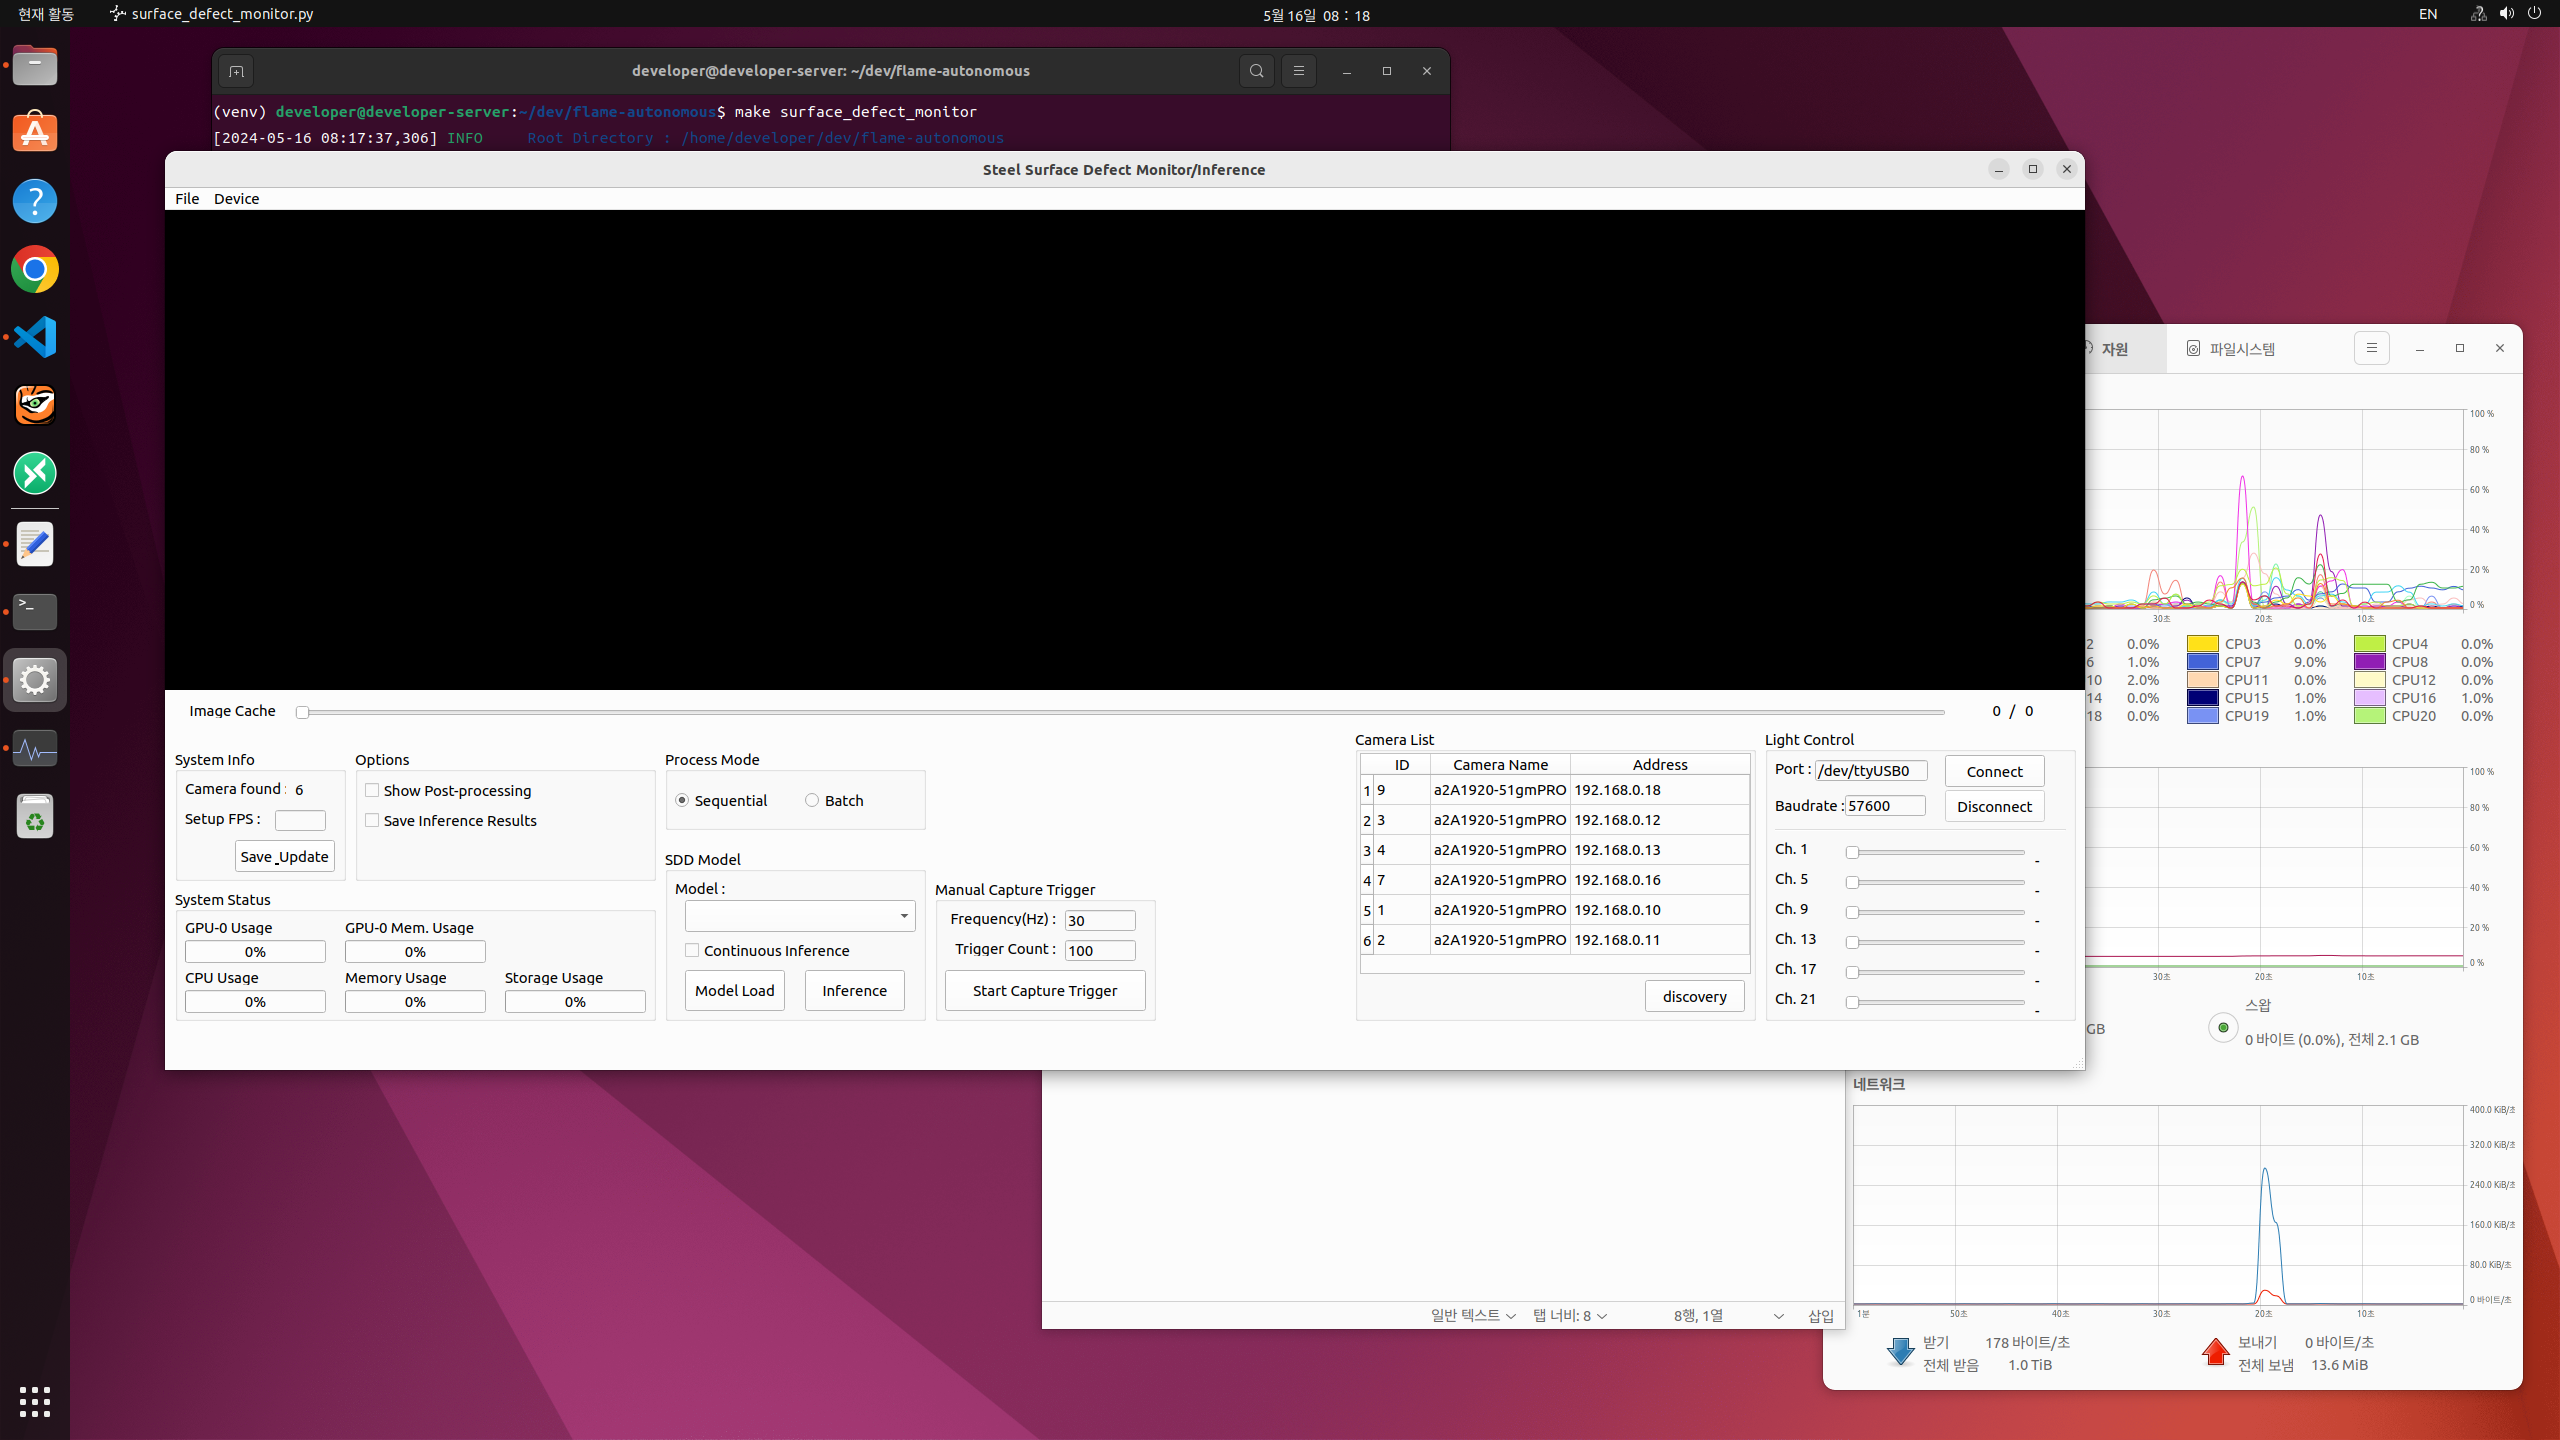 현재 활동
surface_defect_monitor.py
5월 16일 08 : 18
EN
developer@developer-server: ~/dev/flame-autonomous
(venv) developer@developer-server:~/dev/flame-autonomous$ make surface_defect_monitor
[2024-05-16 08:17:37,306] INFO Root Directory : /home/developer/dev/flame-autonomous
Steel Surface Defect Monitor/Inference
File Device
Image Cache
0 / 0
System Info
Camera found : 6
Setup FPS :
Save_Update
Options
Show Post-processing
Save Inference Results
Process Mode
Sequential
Batch
System Status
GPU-0 Usage
0%
GPU-0 Mem. Usage
0%
CPU Usage
0%
Memory Usage
0%
Storage Usage
0%
SDD Model
Model :
Continuous Inference
Model Load
Inference
Manual Capture Trigger
Frequency(Hz) : 30
Trigger Count : 100
Start Capture Trigger
Camera List
ID Camera Name Address
1 9 a2A1920-51gmPRO 192.168.0.18
2 3 a2A1920-51gmPRO 192.168.0.12
3 4 a2A1920-51gmPRO 192.168.0.13
4 7 a2A1920-51gmPRO 192.168.0.16
5 1 a2A1920-51gmPRO 192.168.0.10
6 2 a2A1920-51gmPRO 192.168.0.11
discovery
Light Control
Port : /dev/ttyUSB0 Connect
Baudrate : 57600 Disconnect
Ch. 1 -
Ch. 5 -
Ch. 9 -
Ch. 13 -
Ch. 17 -
Ch. 21 -
자원
파일시스템
100 %
80 %
60 %
40 %
20 %
0 %
30초 20초 10초
2 0.0% CPU3 0.0% CPU4 0.0%
6 1.0% CPU7 9.0% CPU8 0.0%
10 2.0% CPU11 0.0% CPU12 0.0%
14 0.0% CPU15 1.0% CPU16 1.0%
18 0.0% CPU19 1.0% CPU20 0.0%
100 %
80 %
60 %
40 %
20 %
0 %
30초 20초 10초
GB
스왑
0 바이트 (0.0%), 전체 2.1 GB
네트워크
400.0 KiB/초
320.0 KiB/초
240.0 KiB/초
160.0 KiB/초
80.0 KiB/초
0 바이트/초
1분 50초 40초 30초 20초 10초
받기 178 바이트/초
전체 받음 1.0 TiB
보내기 0 바이트/초
전체 보냄 13.6 MiB
일반 텍스트 탭 너비: 8 8행, 1열 삽입